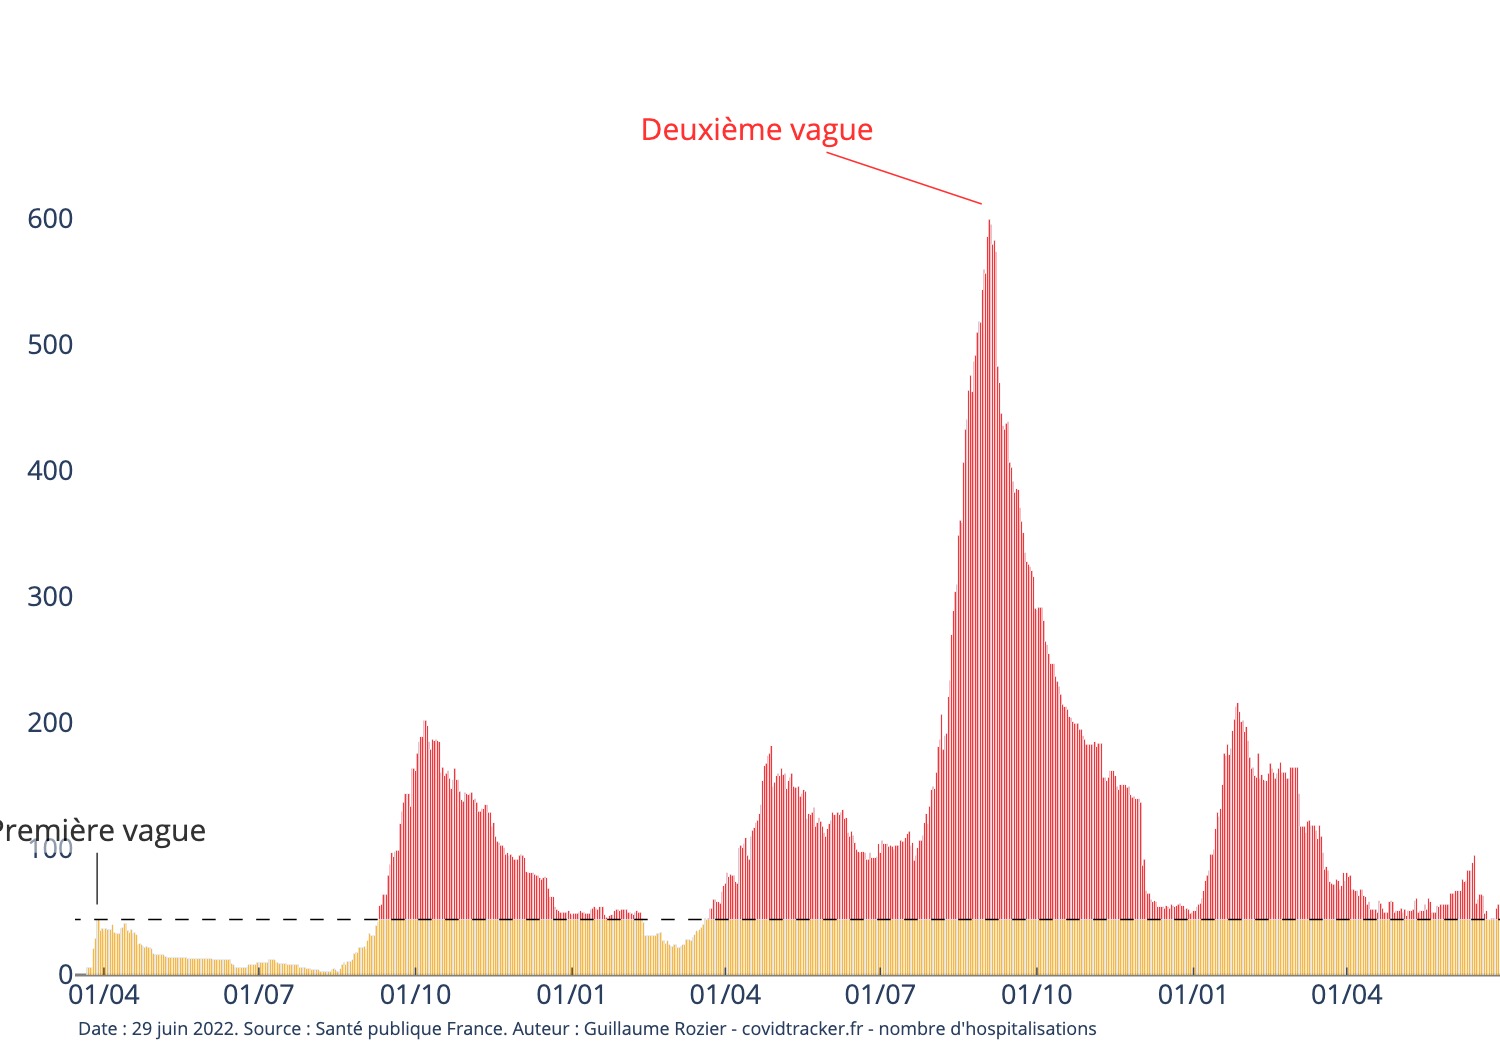 Deuxième vague
600
500
400
300
200
Première vague
100
0
01/04 01/07 01/10 01/01 01/04 01/07 01/10 01/01 01/04
Date : 29 juin 2022. Source : Santé publique France. Auteur : Guillaume Rozier - covidtracker.fr - nombre d'hospitalisations